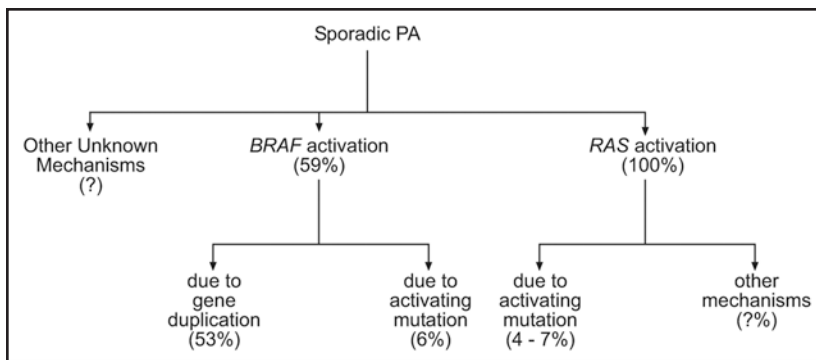 Sporadic PA
Other Unknown
Mechanisms
(?)
BRAF activation
(59%)
RAS activation
(100%)
due to
gene
duplication
(53%)
due to
activating
mutation
(6%)
due to
activating
mutation
(4 - 7%)
other
mechanisms
(?%)